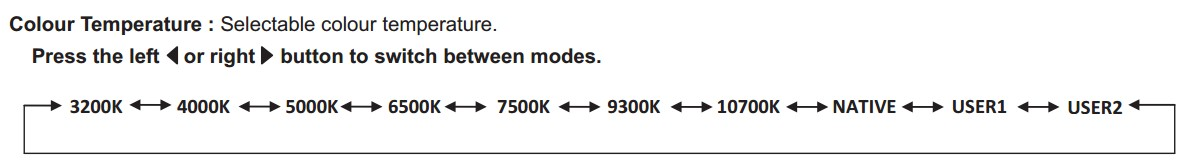 Colour Temperature : Selectable colour temperature.
Press the left ◀ or right ▶ button to switch between modes.
3200K ↔ 4000K ↔ 5000K ↔ 6500K ↔ 7500K ↔ 9300K ↔ 10700K ↔ NATIVE ↔ USER1 ↔ USER2